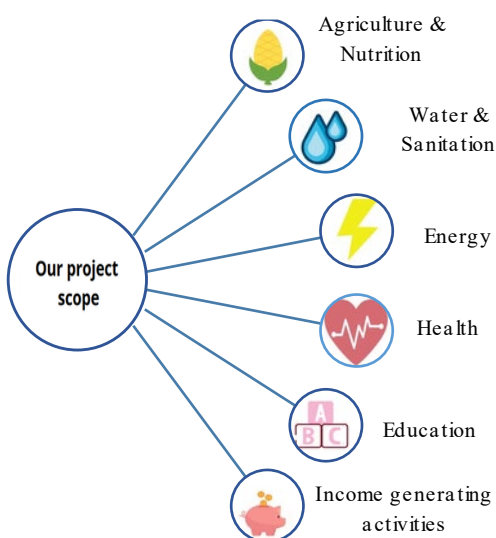 Agriculture &
Nutrition
Water &
Sanitation
Energy
Our project
scope
Health
A
B C
Education
Income generating
activities